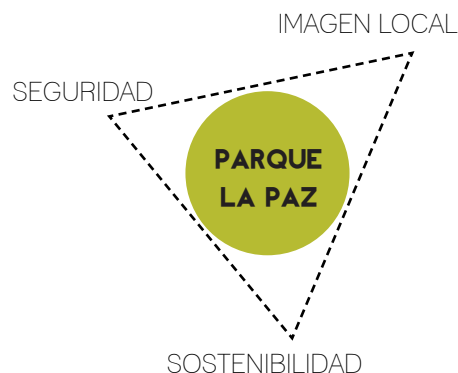 IMAGEN LOCAL
SEGURIDAD
PARQUE
LA PAZ
SOSTENIBILIDAD